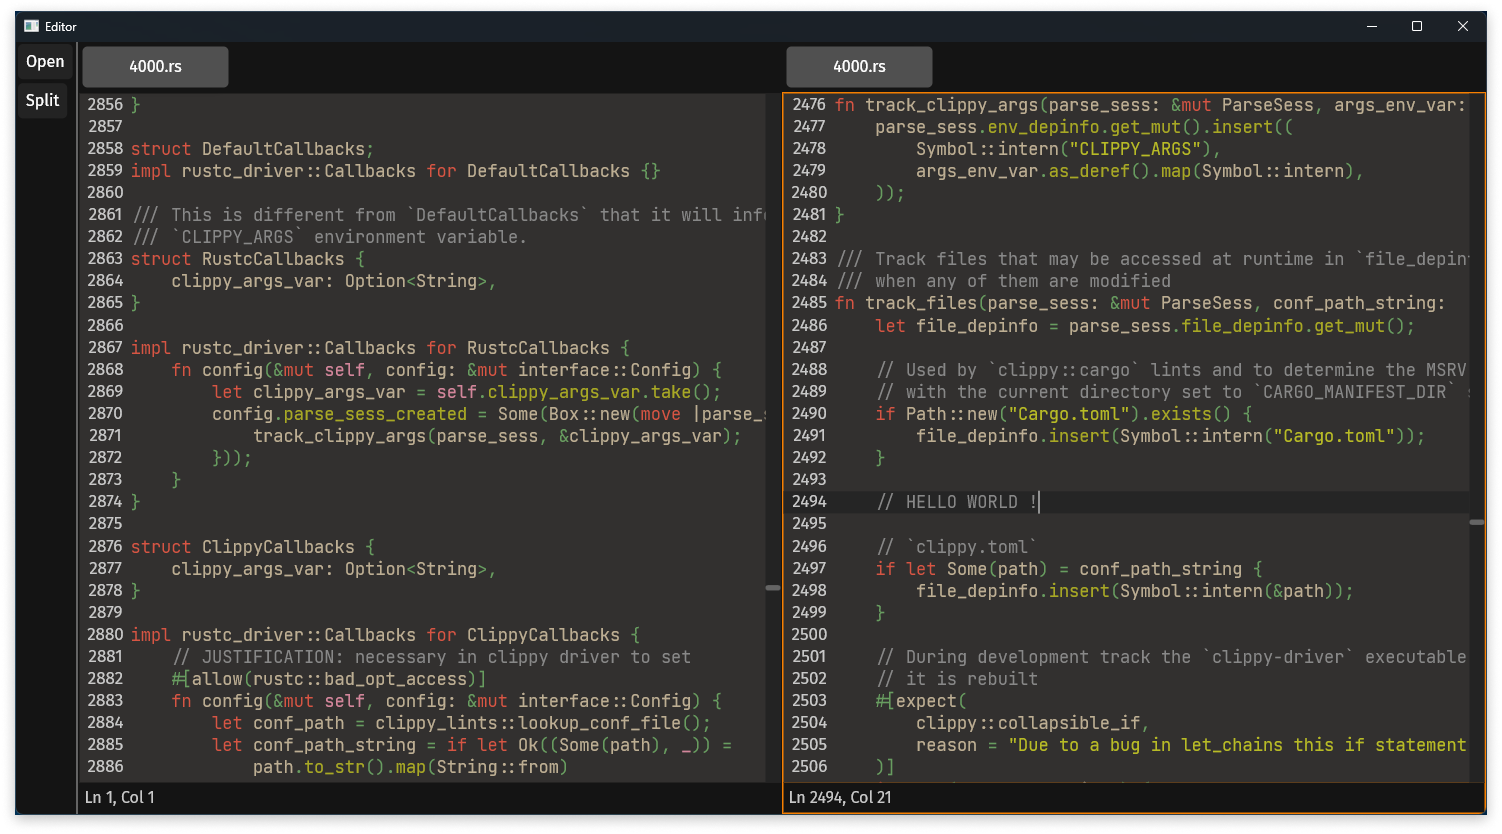 Editor
Open
Split
4000.rs
2856 }
2857
2858 struct DefaultCallbacks;
2859 impl rustc_driver::Callbacks for DefaultCallbacks {}
2860
2861 /// This is different from `DefaultCallbacks` that it will inf
2862 /// `CLIPPY_ARGS` environment variable.
2863 struct RustcCallbacks {
2864     clippy_args_var: Option<String>,
2865 }
2866
2867 impl rustc_driver::Callbacks for RustcCallbacks {
2868     fn config(&mut self, config: &mut interface::Config) {
2869         let clippy_args_var = self.clippy_args_var.take();
2870         config.parse_sess_created = Some(Box::new(move |parse_s
2871             track_clippy_args(parse_sess, &clippy_args_var);
2872         }));
2873     }
2874 }
2875
2876 struct ClippyCallbacks {
2877     clippy_args_var: Option<String>,
2878 }
2879
2880 impl rustc_driver::Callbacks for ClippyCallbacks {
2881     // JUSTIFICATION: necessary in clippy driver to set
2882     #[allow(rustc::bad_opt_access)]
2883     fn config(&mut self, config: &mut interface::Config) {
2884         let conf_path = clippy_lints::lookup_conf_file();
2885         let conf_path_string = if let Ok((Some(path), _)) =
2886             path.to_str().map(String::from)
Ln 1, Col 1
4000.rs
2476 fn track_clippy_args(parse_sess: &mut ParseSess, args_env_var:
2477     parse_sess.env_depinfo.get_mut().insert((
2478         Symbol::intern("CLIPPY_ARGS"),
2479         args_env_var.as_deref().map(Symbol::intern),
2480     ));
2481 }
2482
2483 /// Track files that may be accessed at runtime in `file_depin
2484 /// when any of them are modified
2485 fn track_files(parse_sess: &mut ParseSess, conf_path_string:
2486     let file_depinfo = parse_sess.file_depinfo.get_mut();
2487
2488     // Used by `clippy::cargo` lints and to determine the MSRV
2489     // with the current directory set to `CARGO_MANIFEST_DIR`
2490     if Path::new("Cargo.toml").exists() {
2491         file_depinfo.insert(Symbol::intern("Cargo.toml"));
2492     }
2493
2494     // HELLO WORLD !
2495
2496     // `clippy.toml`
2497     if let Some(path) = conf_path_string {
2498         file_depinfo.insert(Symbol::intern(&path));
2499     }
2500
2501     // During development track the `clippy-driver` executable
2502     // it is rebuilt
2503     #[expect(
2504         clippy::collapsible_if,
2505         reason = "Due to a bug in let_chains this if statement
2506     )]
Ln 2494, Col 21